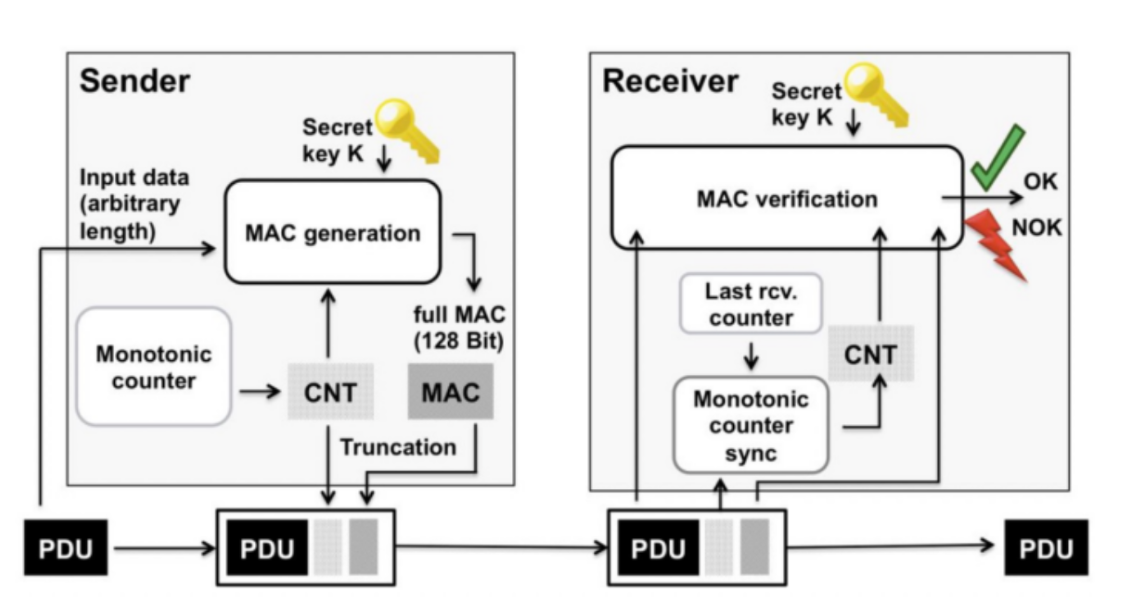 Sender
Secret
key K
Input data
(arbitrary
length)
MAC generation
full MAC
(128 Bit)
Monotonic
counter
CNT
MAC
Truncation
PDU
PDU
Receiver
Secret
key K
MAC verification
OK
NOK
Last rcv.
counter
CNT
Monotonic
counter
sync
PDU
PDU